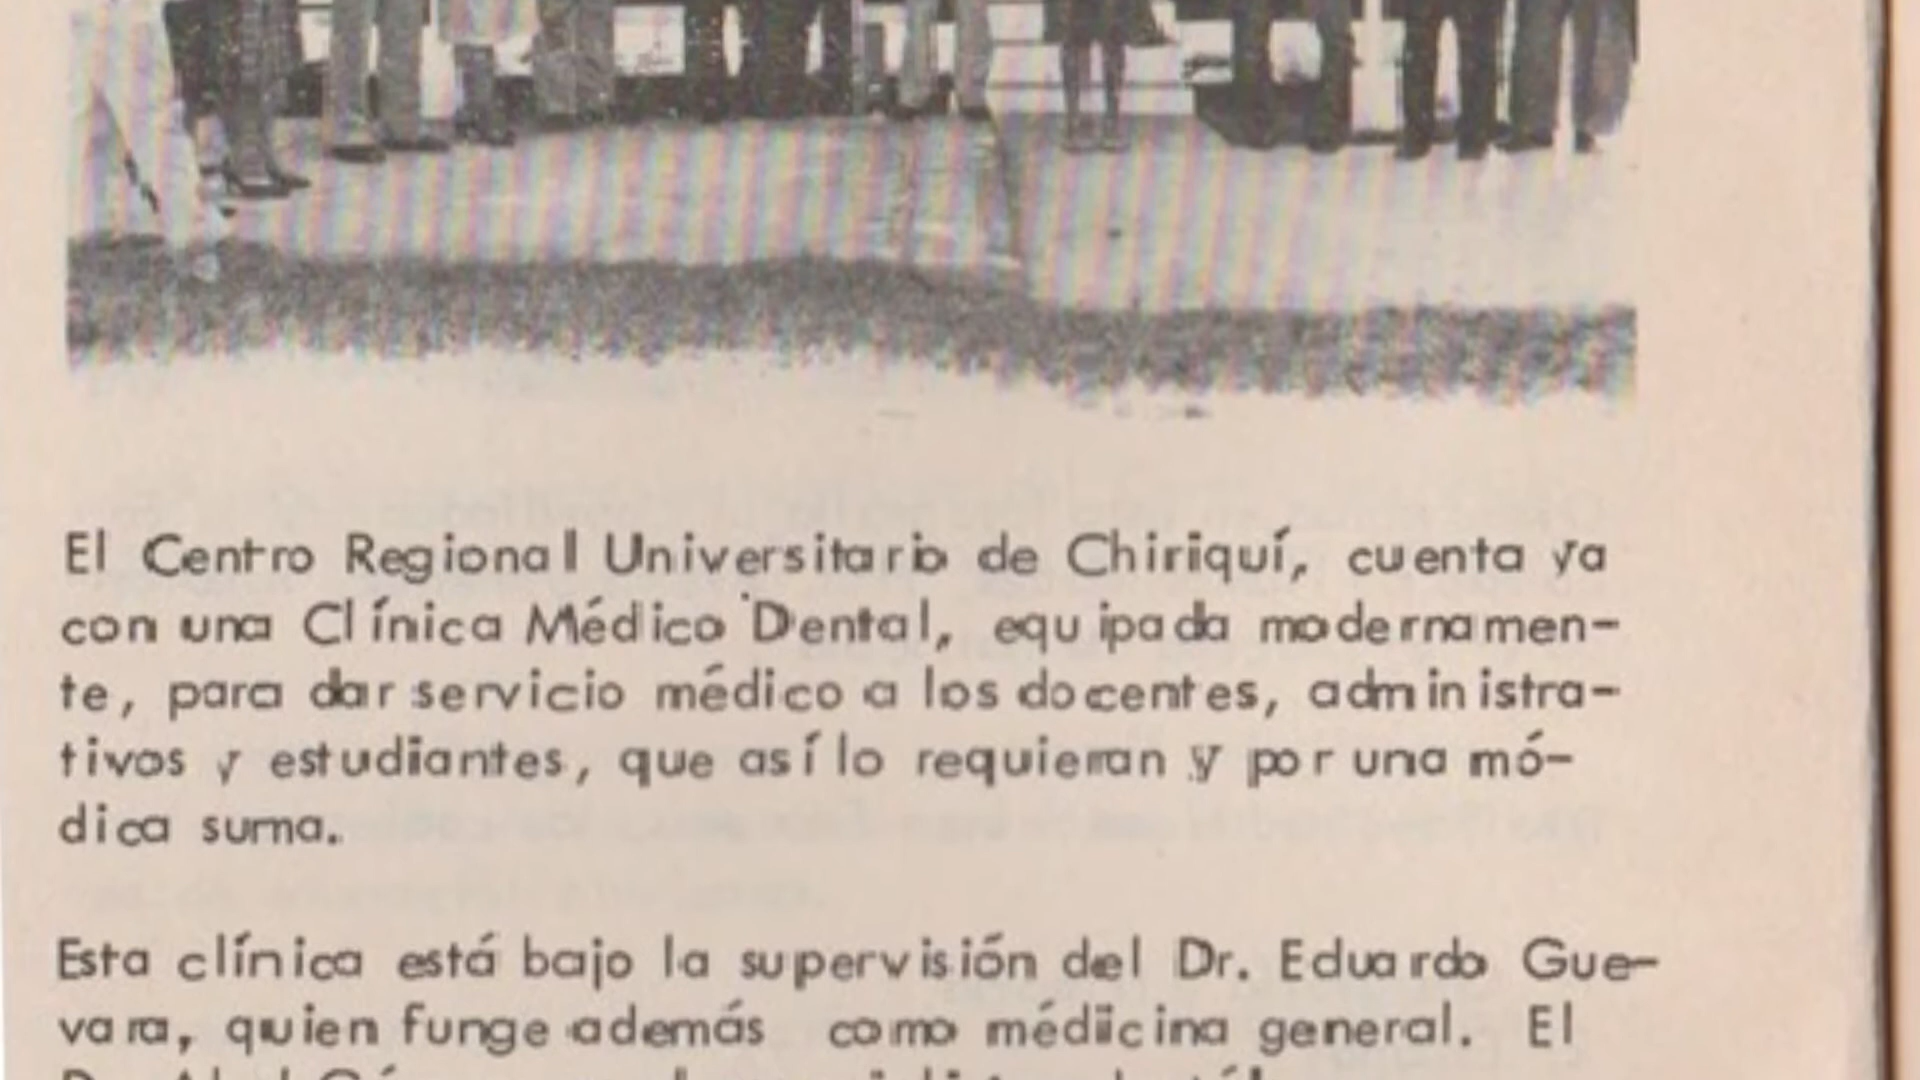 El Centro Regional Universitario de Chiriquí, cuenta ya
con una Clínica Médico Dental, equipada modernamen-
te, para dar servicio médico a los docentes, administra-
tivos y estudiantes, que así lo requieran y por una mó-
dica suma.
Esta clínica está bajo la supervisión del Dr. Eduardo Gue-
vara, quien funge además como médicina general. El